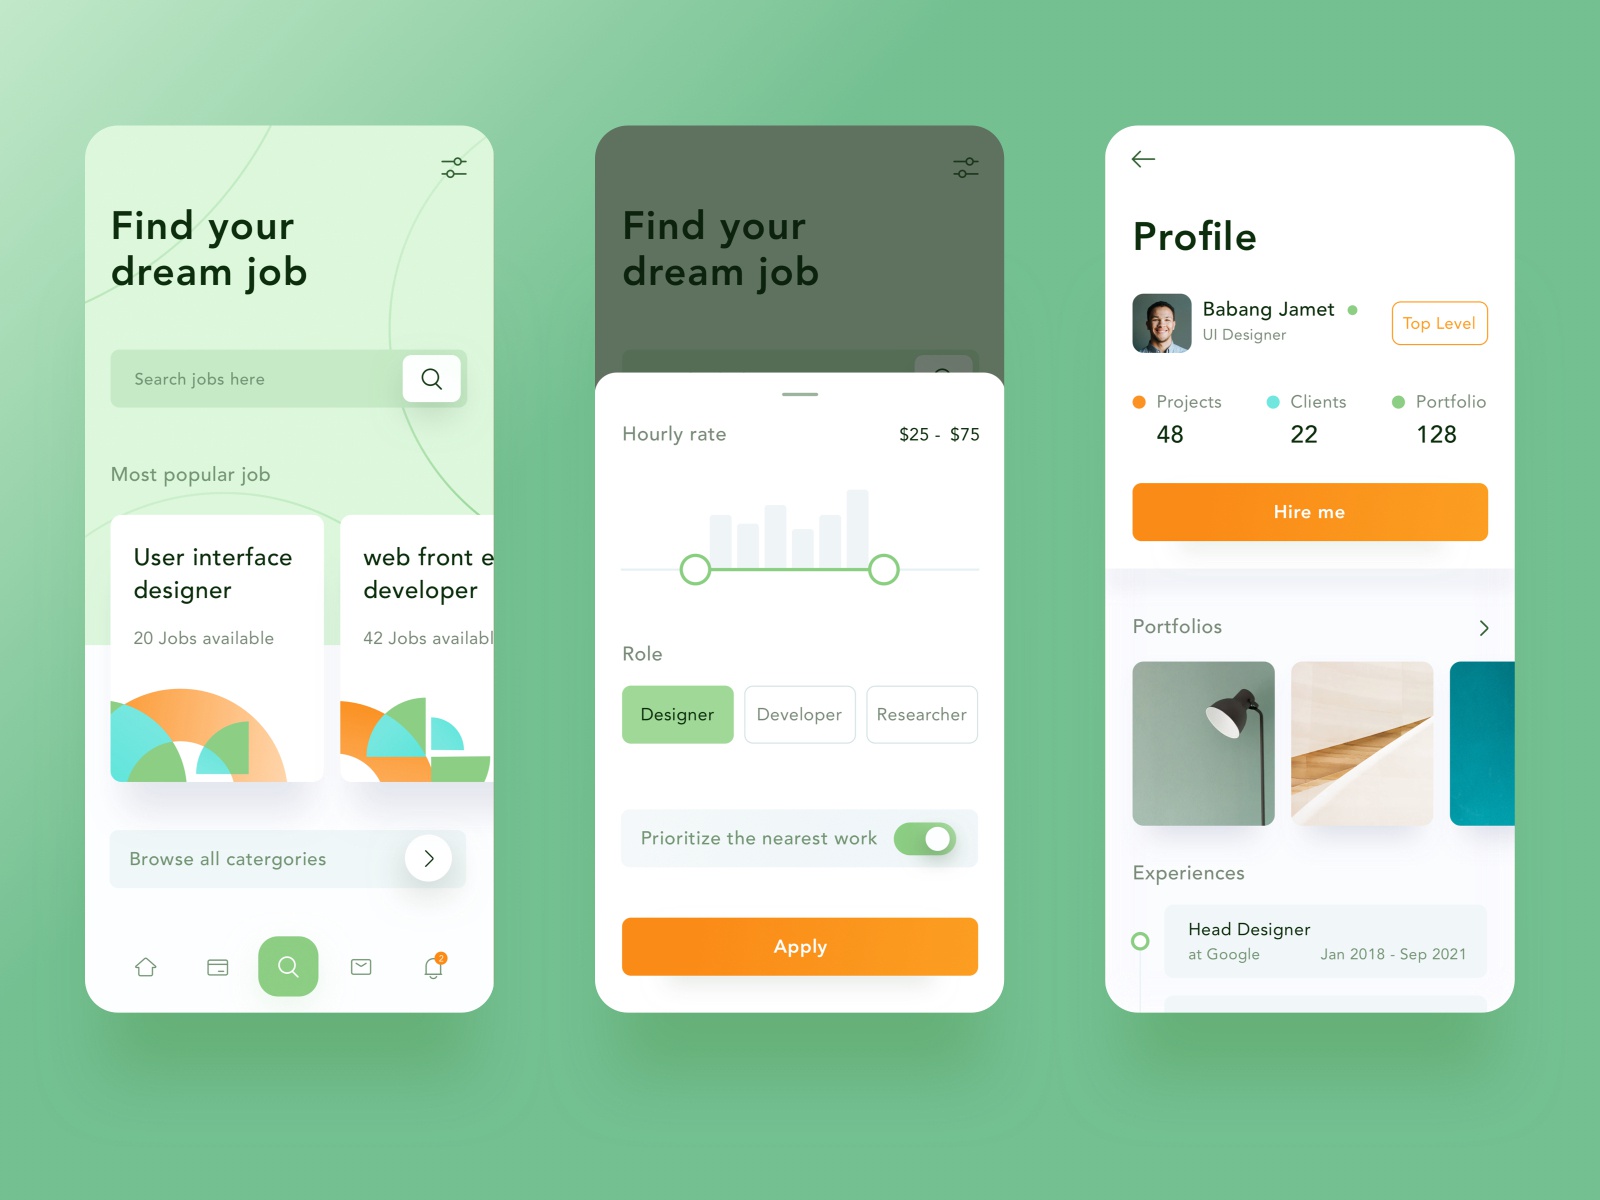 Find your
dream job
Search jobs here
Most popular job
User interface
designer
20 Jobs available
web front e
developer
42 Jobs availabl
Browse all catergories
2
Find your
dream job
Hourly rate
$25 - $75
Role
Designer
Developer
Researcher
Prioritize the nearest work
Apply
Profile
Babang Jamet
UI Designer
Top Level
Projects
48
Clients
22
Portfolio
128
Hire me
Portfolios
Experiences
Head Designer
at Google
Jan 2018 - Sep 2021